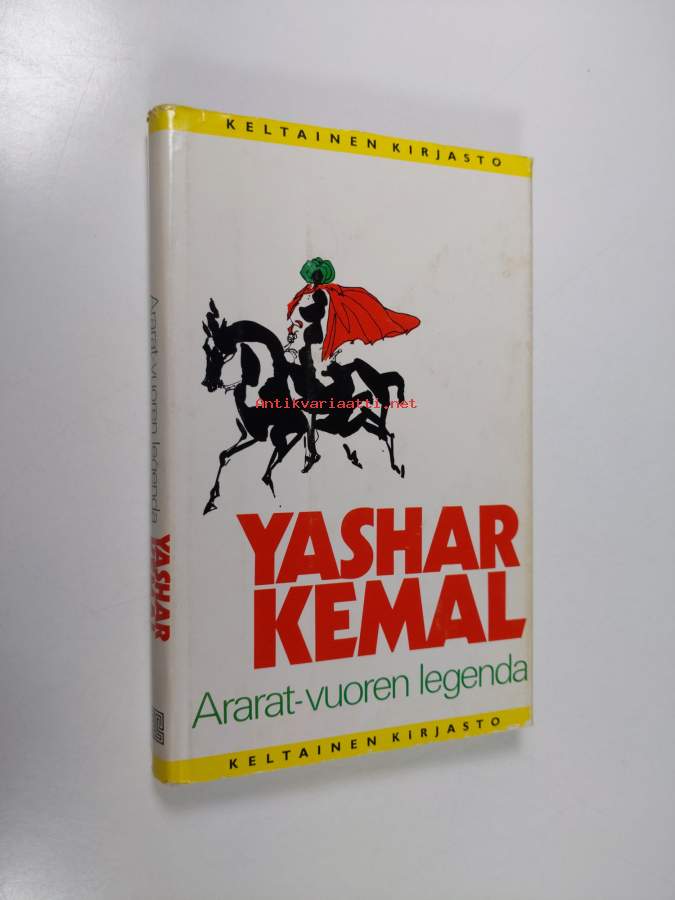 KELTAINEN KIRJASTO
Antikvariaatti.net
YASHAR
KEMAL
Ararat-vuoren legenda
KELTAINEN KIRJASTO
Ararat-vuoren legenda
YASHAR
KEMAL